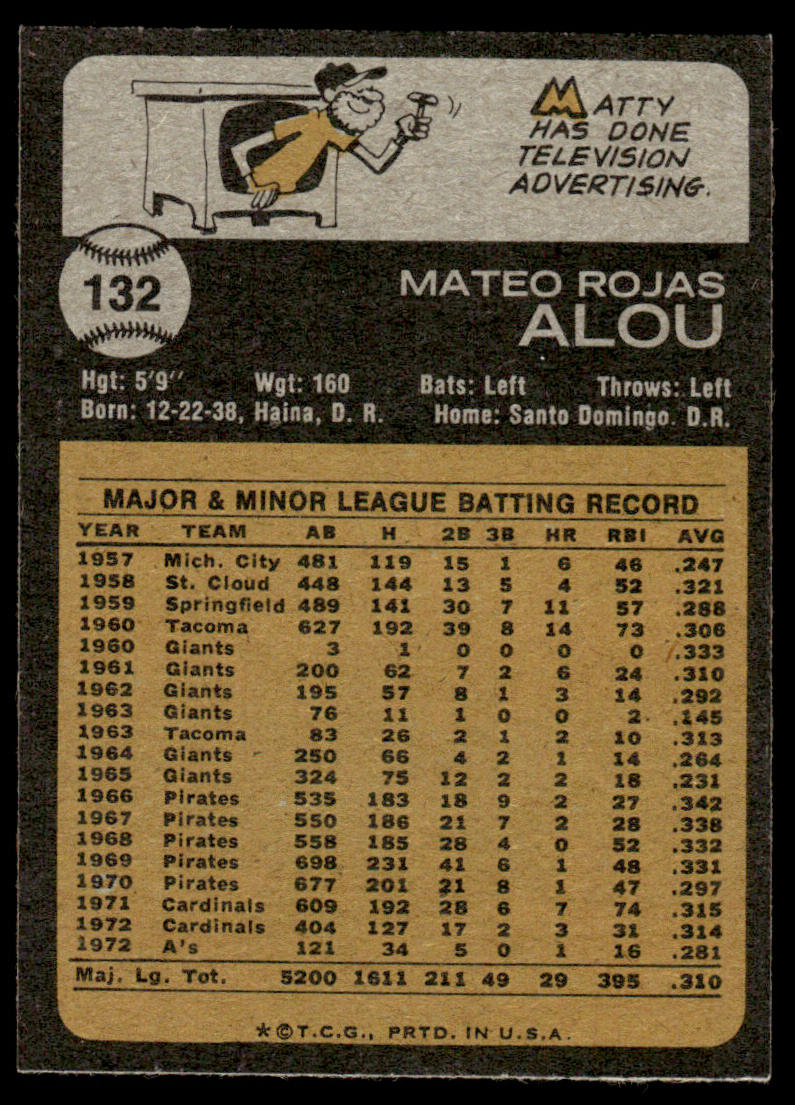 MATTY
HAS DONE
TELEVISION
ADVERTISING.
132
MATEO ROJAS
ALOU
Hgt: 5'9" Wgt: 160 Bats: Left Throws: Left
Born: 12-22-38, Haina, D. R. Home: Santo Domingo. D.R.
MAJOR & MINOR LEAGUE BATTING RECORD
YEAR TEAM AB H 2B 3B HR RBI AVG
1957 Mich. City 481 119 15 1 6 46 .247
1958 St. Cloud 448 144 13 5 4 52 .321
1959 Springfield 489 141 30 7 11 57 .288
1960 Tacoma 627 192 39 8 14 73 .306
1960 Giants 3 1 0 0 0 0 .333
1961 Giants 200 62 7 2 6 24 .310
1962 Giants 195 57 8 1 3 14 .292
1963 Giants 76 11 1 0 0 2 .145
1963 Tacoma 83 26 2 1 2 10 .313
1964 Giants 250 66 4 2 1 14 .264
1965 Giants 324 75 12 2 2 18 .231
1966 Pirates 535 183 18 9 2 27 .342
1967 Pirates 550 186 21 7 2 28 .338
1968 Pirates 558 185 28 4 0 52 .332
1969 Pirates 698 231 41 6 1 48 .331
1970 Pirates 677 201 21 8 1 47 .297
1971 Cardinals 609 192 28 6 7 74 .315
1972 Cardinals 404 127 17 2 3 31 .314
1972 A's 121 34 5 0 1 16 .281
Maj. Lg. Tot. 5200 1611 211 49 29 395 .310
*©T.C.G., PRTD. IN U.S.A.